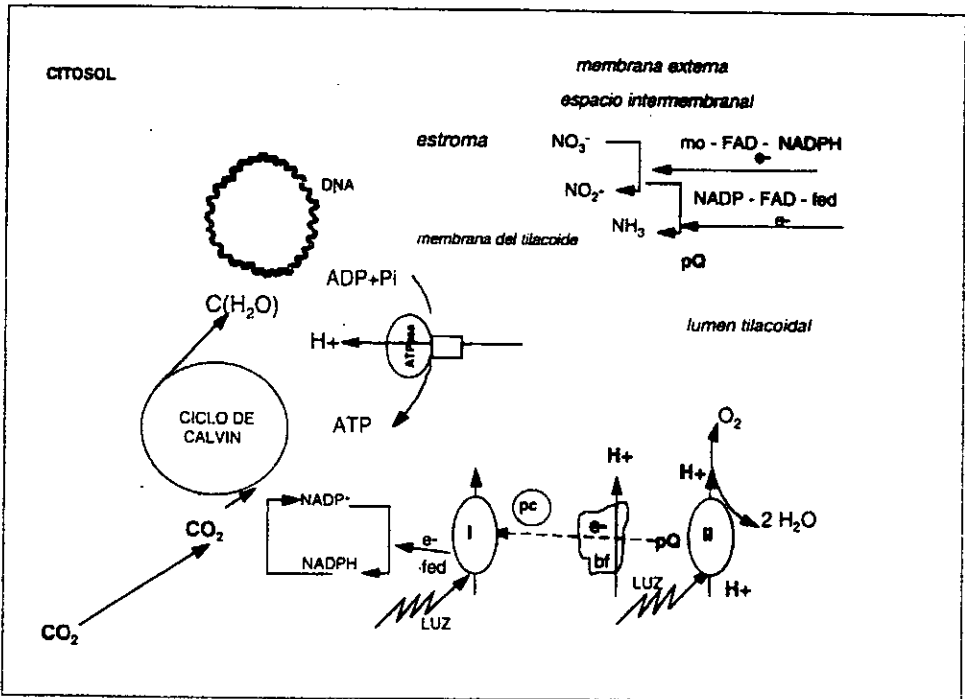 membrana externa
CITOSOL
espacio intermembranal
estroma
NO₃⁻
mo - FAD - NADPH
e-
DNA
NO₂-
NADP - FAD - fed
e-
NH₃
membrana del tilacoide
pQ
ADP+Pi
C(H₂O)
lumen tilacoidal
H+
ATPasa
CICLO DE
CALVIN
ATP
O₂
H+
H+
NADP+
pc
I
e-
pQ
II
2 H₂O
CO₂
e-
fed
bf
NADPH
LUZ
H+
LUZ
CO₂